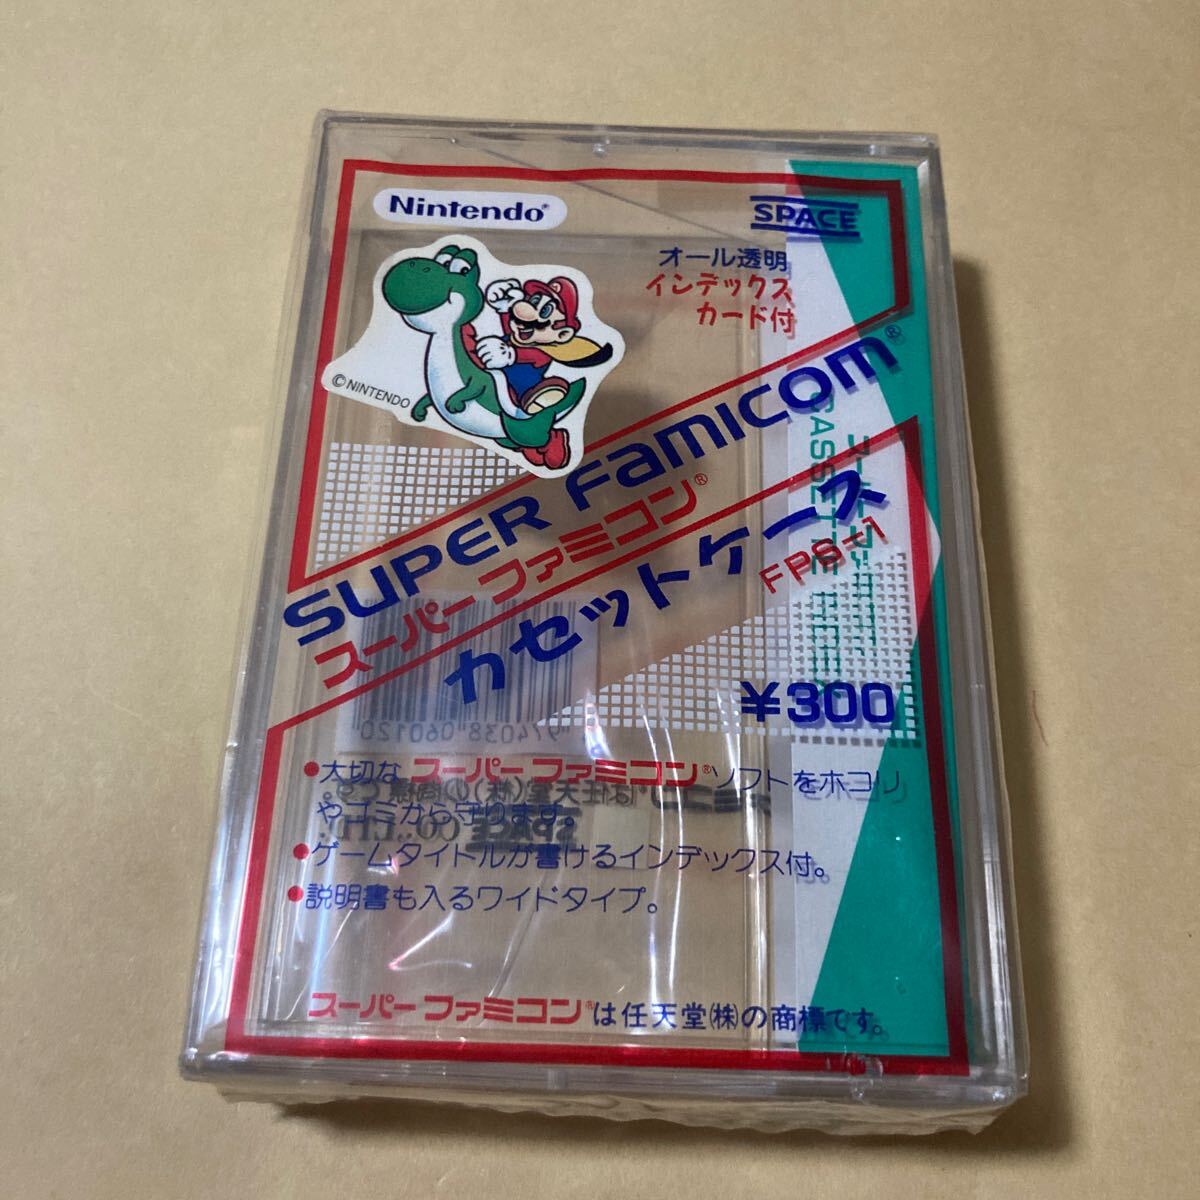 Nintendo®
SPACE
オール透明
インデックス
カード付
©NINTENDO
SUPER FAMICOM®
スーパーファミコン®
カセットケース
FPS-1
¥300
●大切なスーパーファミコン®ソフトをホコリ
やゴミから守ります。
●ゲームタイトルが書けるインデックス付。
●説明書も入るワイドタイプ。
スーパーファミコン®は任天堂㈱の商標です。
CASSETTE
974038 060120
SPACE CO., LTD.